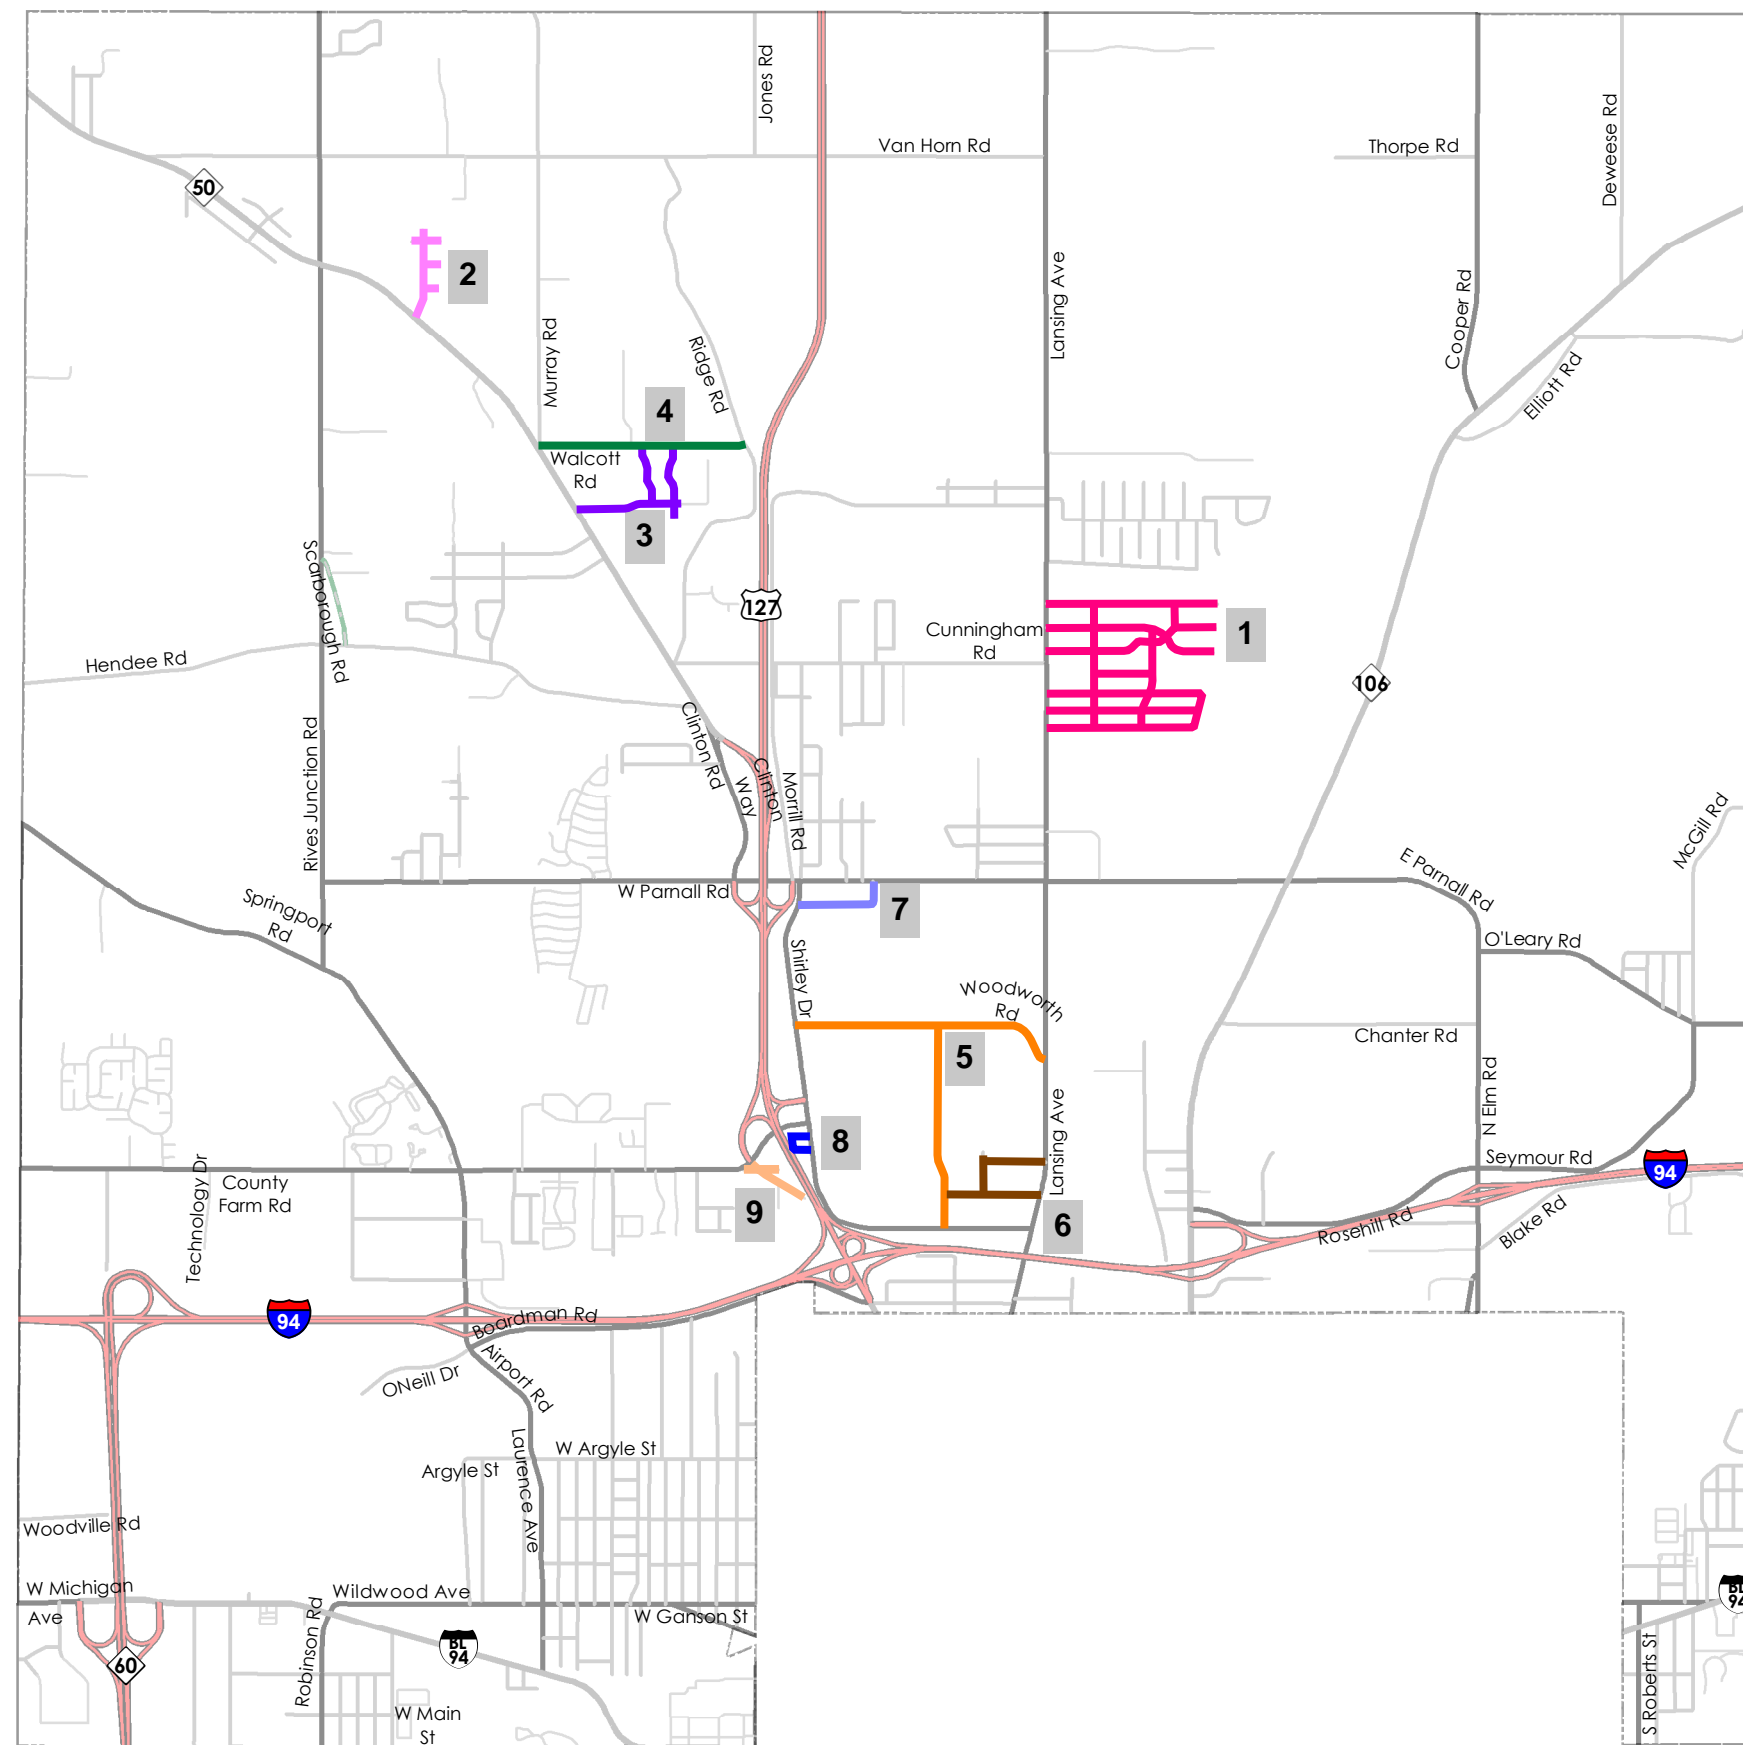 Jones Rd
Van Horn Rd
Thorpe Rd
Deweese Rd
50
2
Lansing Ave
Cooper Rd
Murray Rd
Ridge Rd
Elliott Rd
4
Walcott
Rd
3
Scarborough Rd
127
Cunningham
Rd
1
Hendee Rd
106
Clinton Rd
Clinton
Way
Morrill Rd
Rives Junction Rd
McGill Rd
E Parnall Rd
W Parnall Rd
7
Springport
Rd
O'Leary Rd
Shirley Dr
Woodworth
Rd
Chanter Rd
5
N Elm Rd
Lansing Ave
8
Seymour Rd
94
Technology Dr
County
Farm Rd
9
6
Rosehill Rd
Blake Rd
94
Boardman Rd
ONeill Dr
Airport Rd
Laurence Ave
W Argyle St
Argyle St
Woodville Rd
W Michigan
Ave
Wildwood Ave
W Ganson St
BL
94
BL
94
Robinson Rd
60
S Roberts St
W Main
St